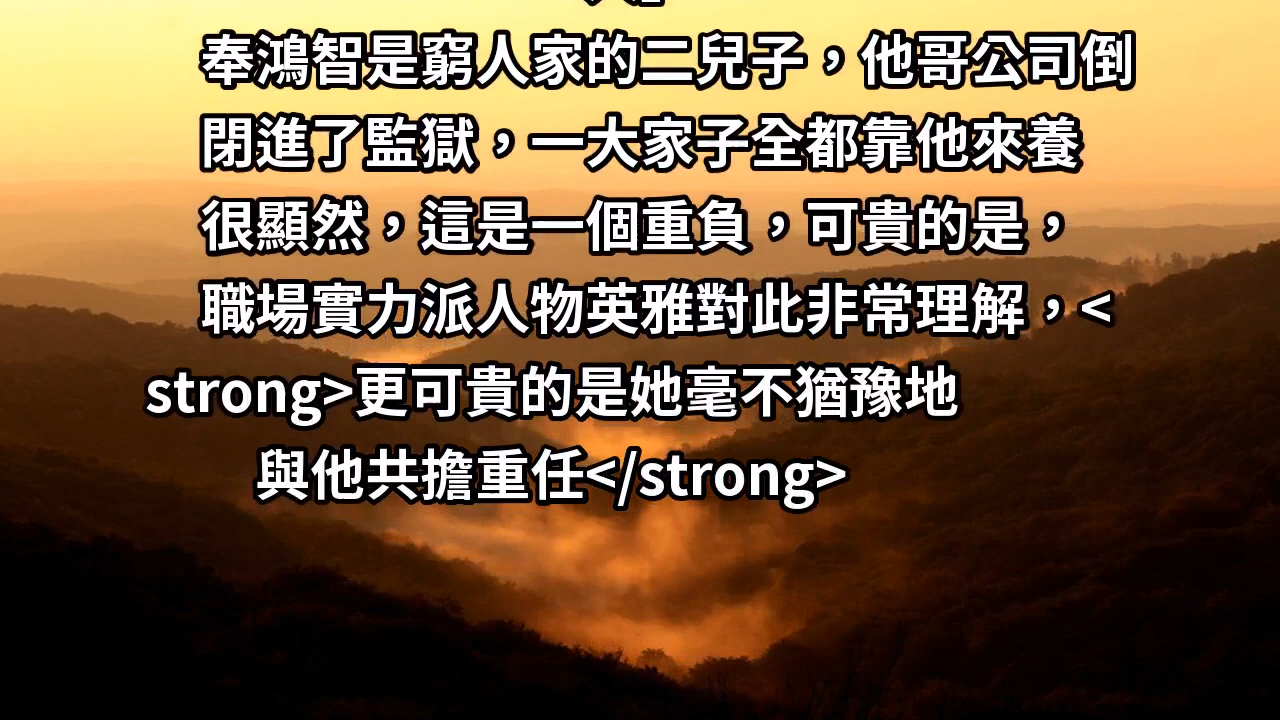 奉鴻智是窮人家的二兒子，他哥公司倒
閉進了監獄，一大家子全都靠他來養
很顯然，這是一個重負，可貴的是，
職場實力派人物英雅對此非常理解，<
strong>更可貴的是她毫不猶豫地
與他共擔重任</strong>